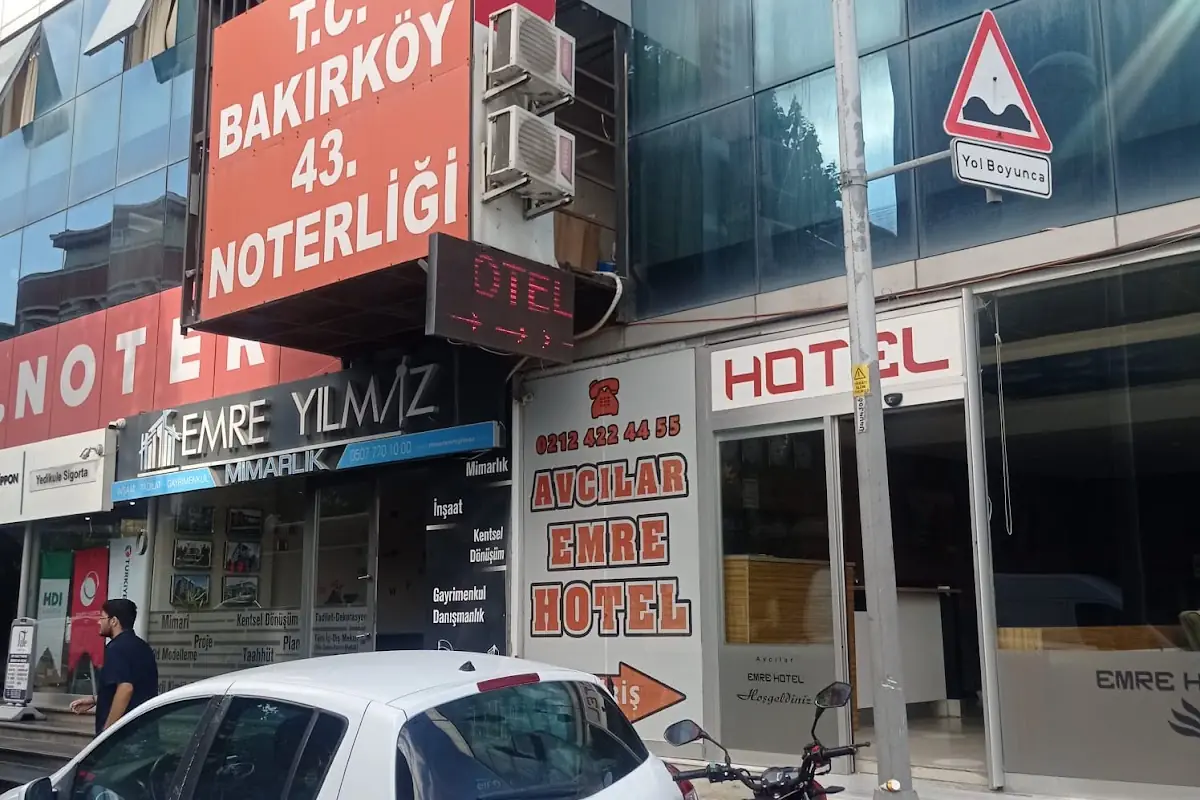 T.C.
BAKIRKÖY
43.
NOTERLİĞİ
NOTER
OTEL
Yol Boyunca
HOTEL
EMRE YILMAZ
MİMARLIK
0507 770 10 00
Yedikule Sigorta
0212 422 44 55
AVCILAR
EMRE
HOTEL
Mimarlık
İnşaat
Kentsel
Dönüşüm
Gayrimenkul
Danışmanlık
HDI
Mimari
Kentsel Dönüşüm
Proje
Plan
Taahhüt
Avcılar
EMRE HOTEL
Hoşgeldiniz
EMRE H